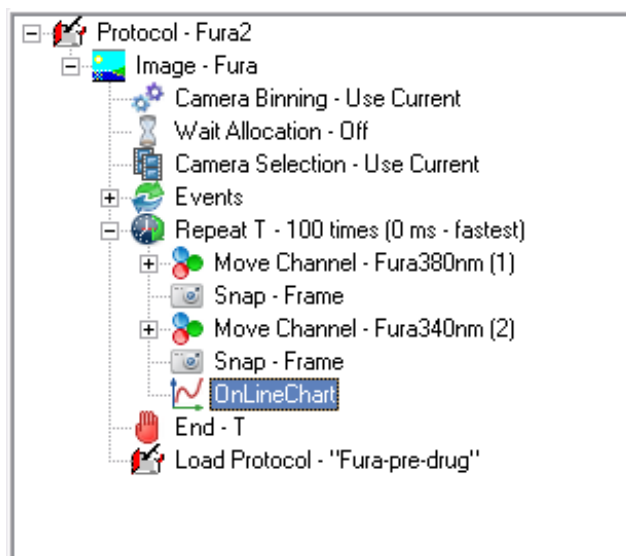 Protocol - Fura2
Image - Fura
Camera Binning - Use Current
Wait Allocation - Off
Camera Selection - Use Current
Events
Repeat T - 100 times (0 ms - fastest)
Move Channel - Fura380nm (1)
Snap - Frame
Move Channel - Fura340nm (2)
Snap - Frame
OnLineChart
End - T
Load Protocol - "Fura-pre-drug"